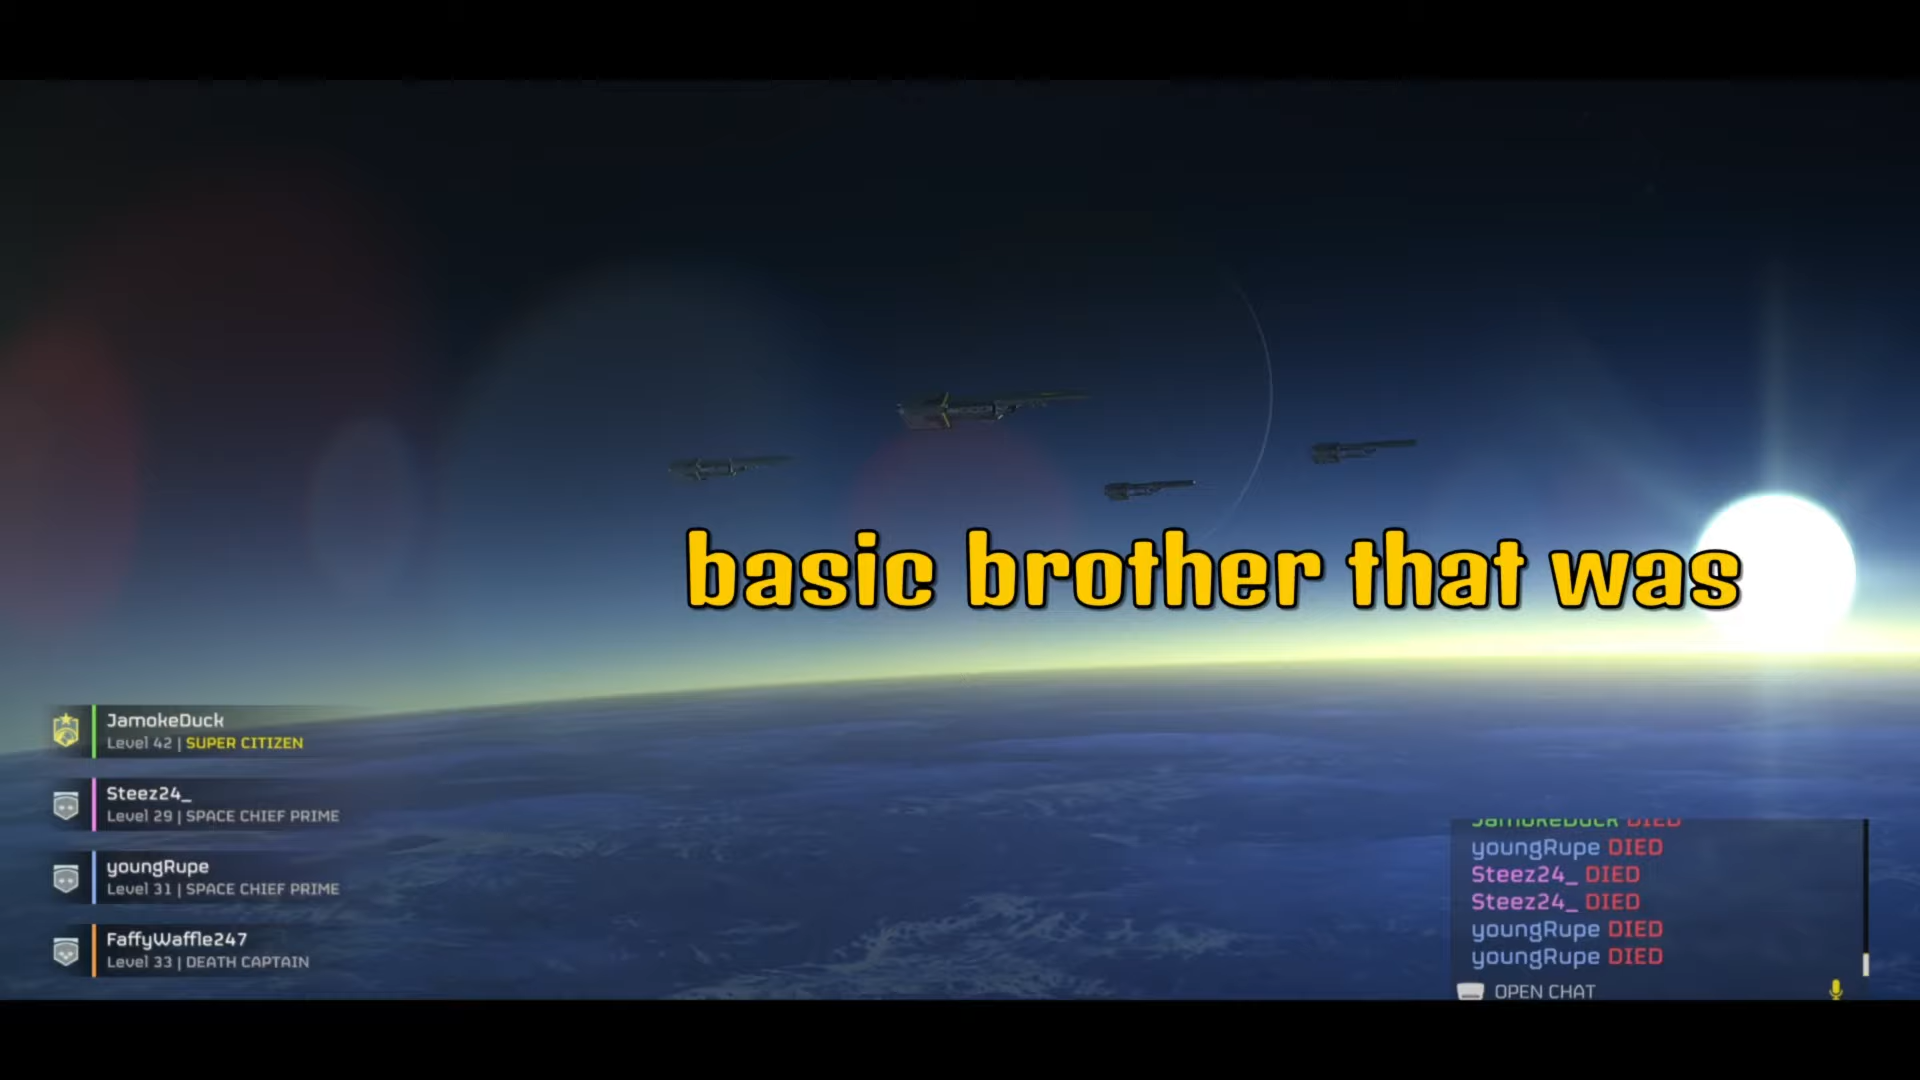 basic brother that was
JamokeDuck
Level 42 | SUPER CITIZEN
Steez24_
Level 29 | SPACE CHIEF PRIME
youngRupe
Level 31 | SPACE CHIEF PRIME
FaffyWaffle247
Level 33 | DEATH CAPTAIN
JamokeDuck DIED
youngRupe DIED
Steez24_ DIED
Steez24_ DIED
youngRupe DIED
youngRupe DIED
OPEN CHAT